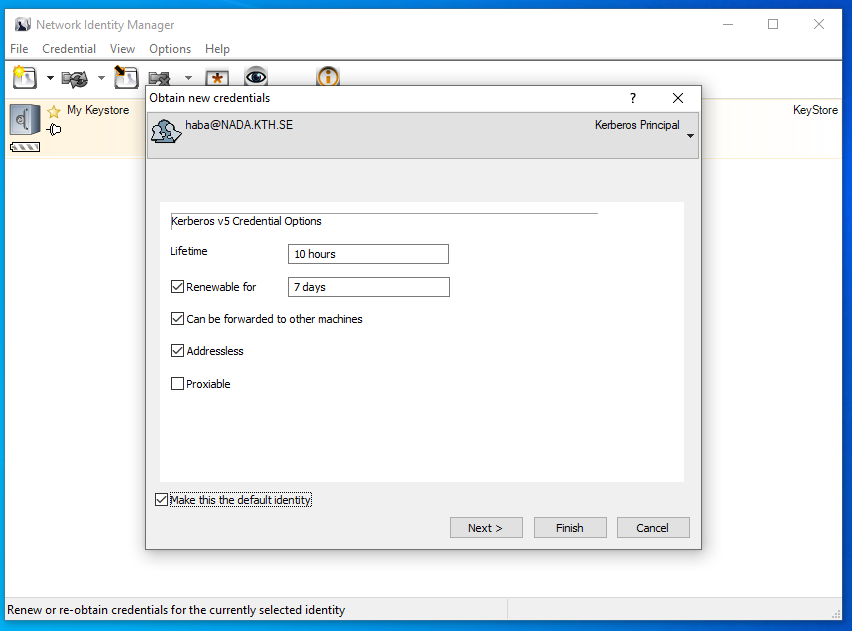 Network Identity Manager
File Credential View Options Help
My Keystore
KeyStore
Obtain new credentials
?
haba@NADA.KTH.SE
Kerberos Principal
Kerberos v5 Credential Options
Lifetime
10 hours
Renewable for
7 days
Can be forwarded to other machines
Addressless
Proxiable
Make this the default identity
Next >
Finish
Cancel
Renew or re-obtain credentials for the currently selected identity